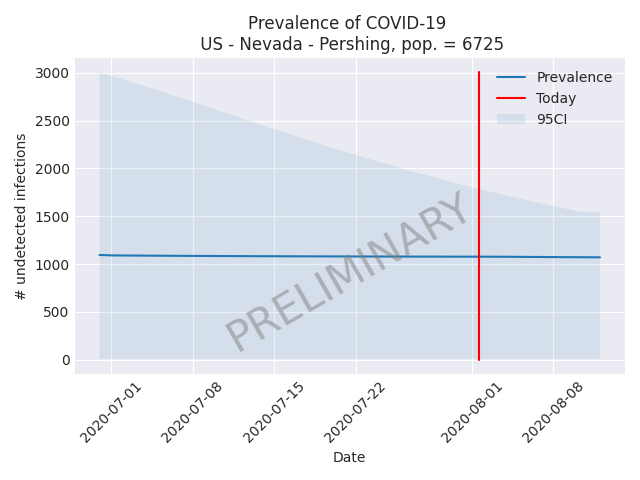 Prevalence of COVID-19
US - Nevada - Pershing, pop. = 6725
Prevalence
Today
95CI
# undetected infections
3000
2500
2000
1500
1000
500
0
PRELIMINARY
2020-07-01
2020-07-08
2020-07-15
2020-07-22
2020-08-01
2020-08-08
Date